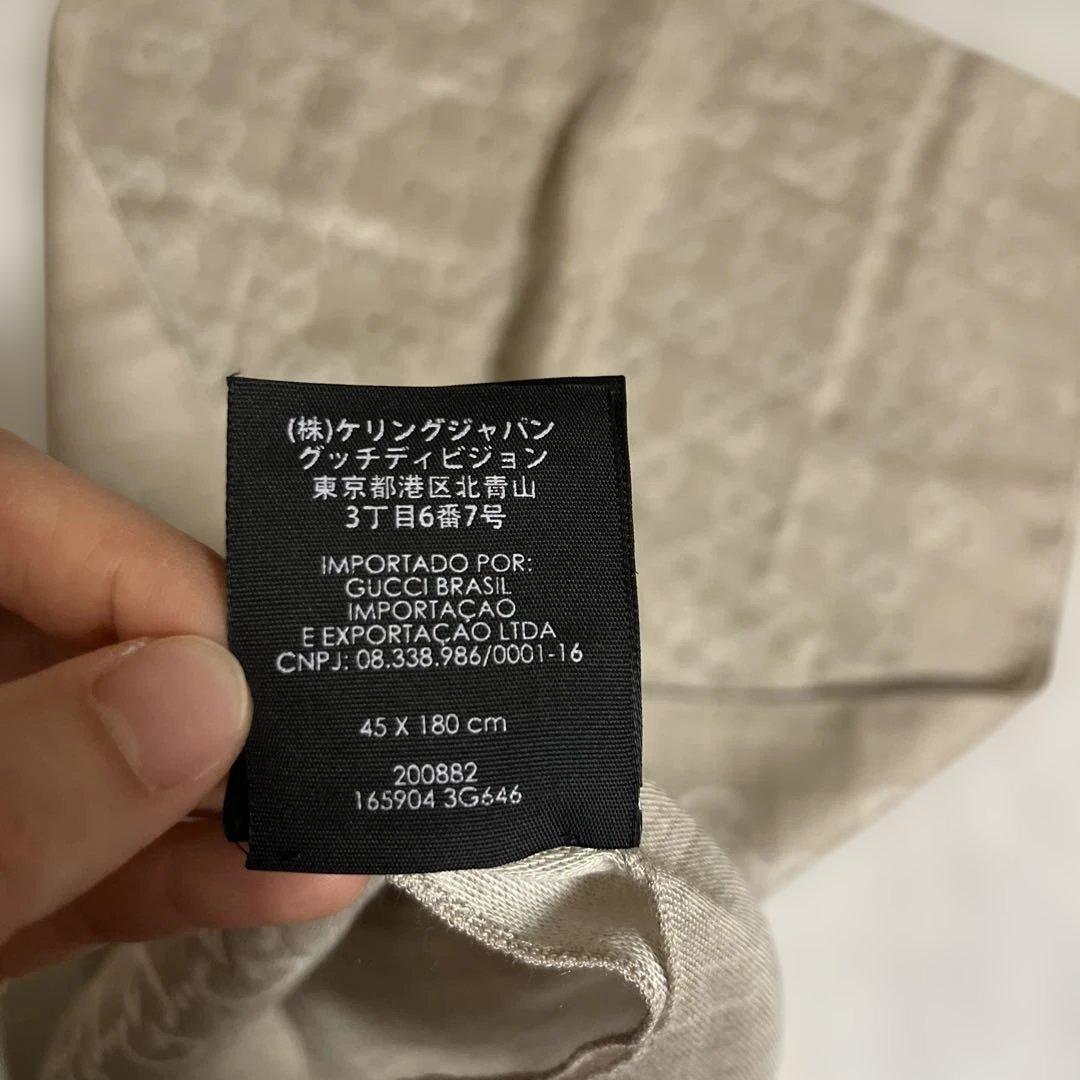 (株)ケリングジャパン
グッチディビジョン
東京都港区北青山
3丁目6番7号
IMPORTADO POR:
GUCCI BRASIL
IMPORTAÇAO
E EXPORTAÇAO LTDA
CNPJ: 08.338.986/0001-16
45 X 180 cm
200882
165904 3G646